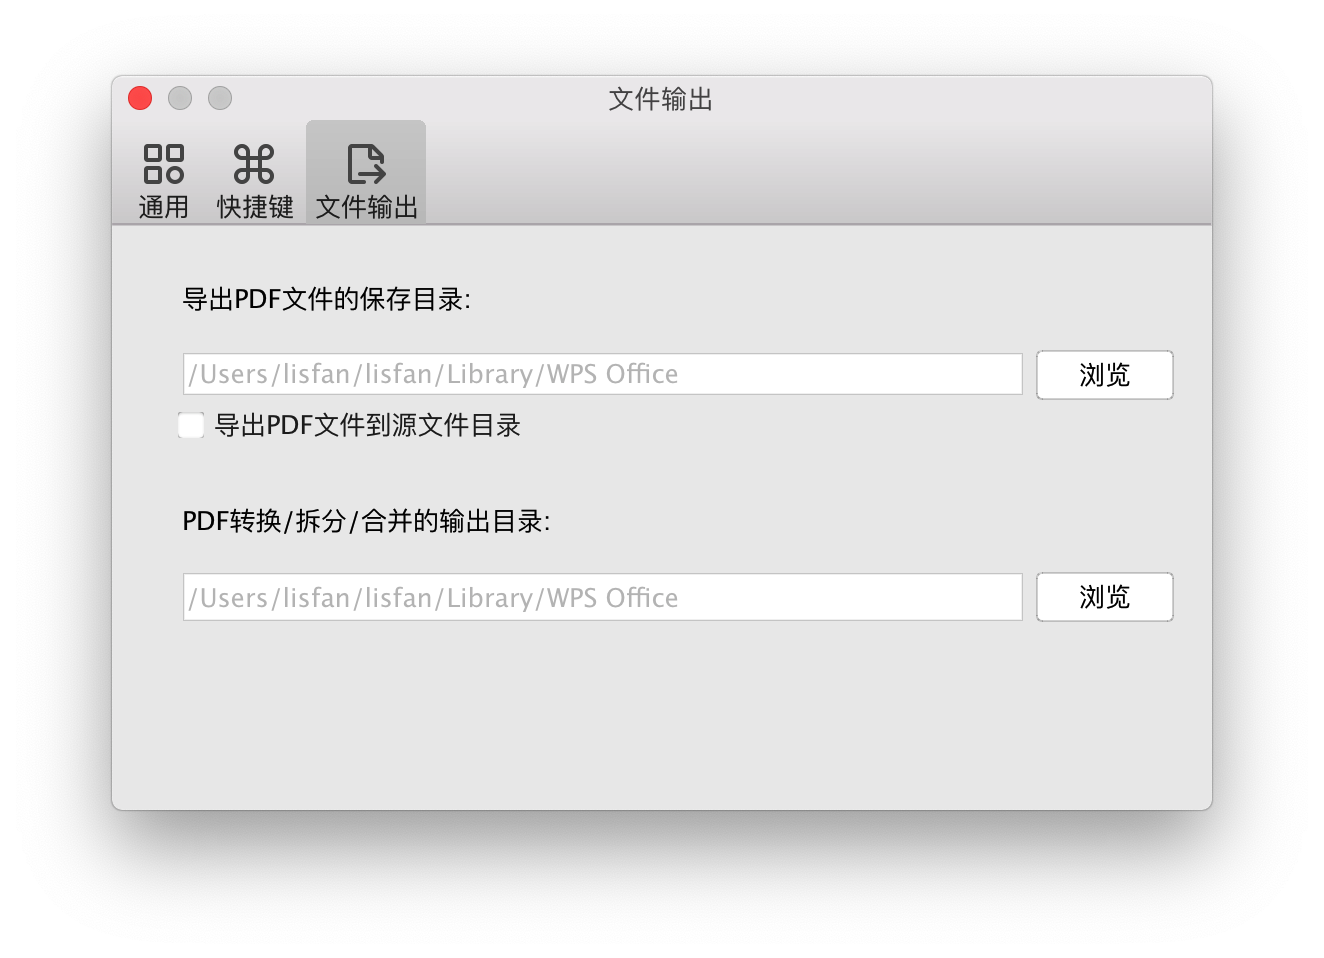 文件输出
通用 快捷键 文件输出
导出PDF文件的保存目录:
/Users/lisfan/lisfan/Library/WPS Office 浏览
导出PDF文件到源文件目录
PDF转换/拆分/合并的输出目录:
/Users/lisfan/lisfan/Library/WPS Office 浏览